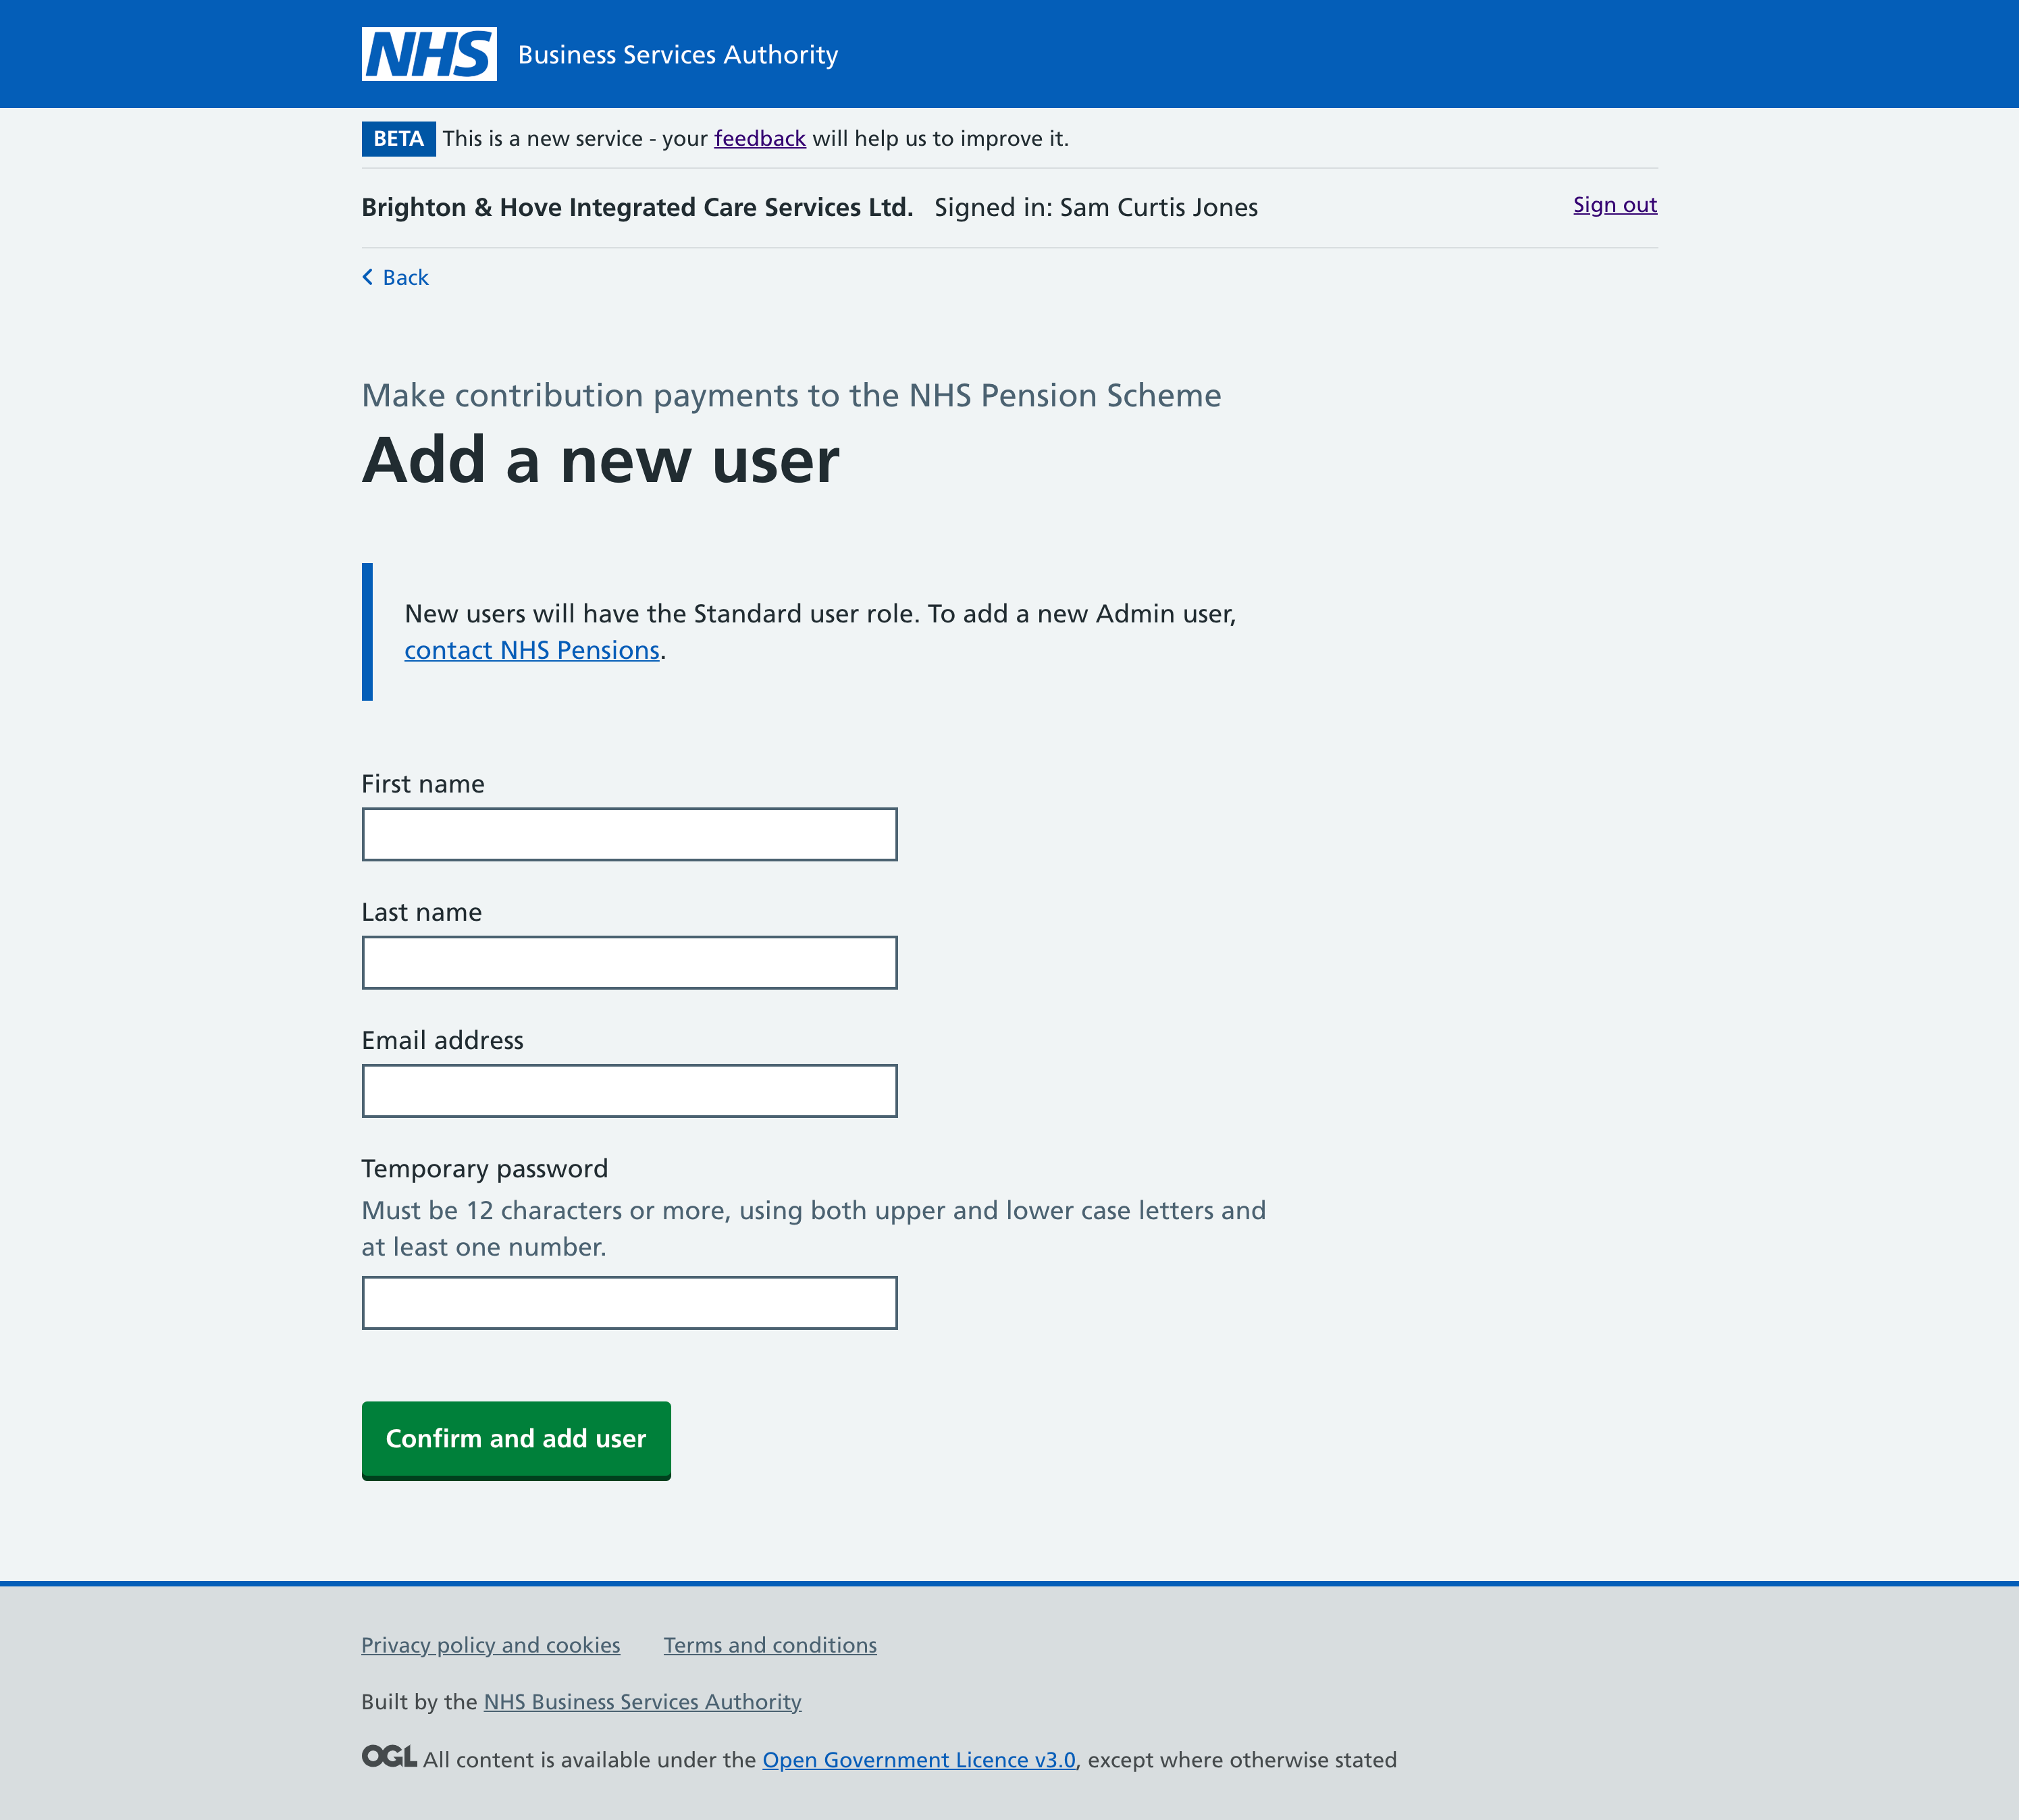 NHS Business Services Authority
BETA This is a new service - your feedback will help us to improve it.
Brighton & Hove Integrated Care Services Ltd. Signed in: Sam Curtis Jones Sign out
Back
Make contribution payments to the NHS Pension Scheme
Add a new user
New users will have the Standard user role. To add a new Admin user,
contact NHS Pensions.
First name
Last name
Email address
Temporary password
Must be 12 characters or more, using both upper and lower case letters and
at least one number.
Confirm and add user
Privacy policy and cookies Terms and conditions
Built by the NHS Business Services Authority
OGL All content is available under the Open Government Licence v3.0, except where otherwise stated